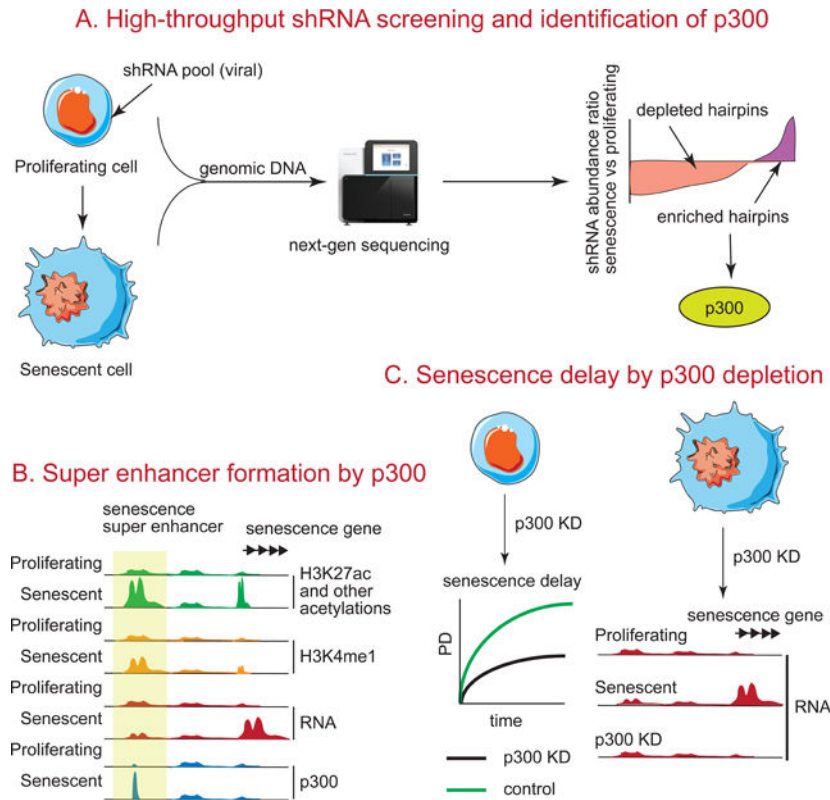 A. High-throughput shRNA screening and identification of p300
shRNA pool (viral)
Proliferating cell
Senescent cell
genomic DNA
next-gen sequencing
shRNA abundance ratio
senescence vs proliferating
depleted hairpins
enriched hairpins
p300
B. Super enhancer formation by p300
senescence
super enhancer
senescence gene
Proliferating
Senescent
H3K27ac
and other
acetylations
Proliferating
Senescent
H3K4me1
Proliferating
Senescent
RNA
Proliferating
Senescent
p300
C. Senescence delay by p300 depletion
p300 KD
senescence delay
PD
time
p300 KD
control
p300 KD
senescence gene
Proliferating
Senescent
p300 KD
RNA